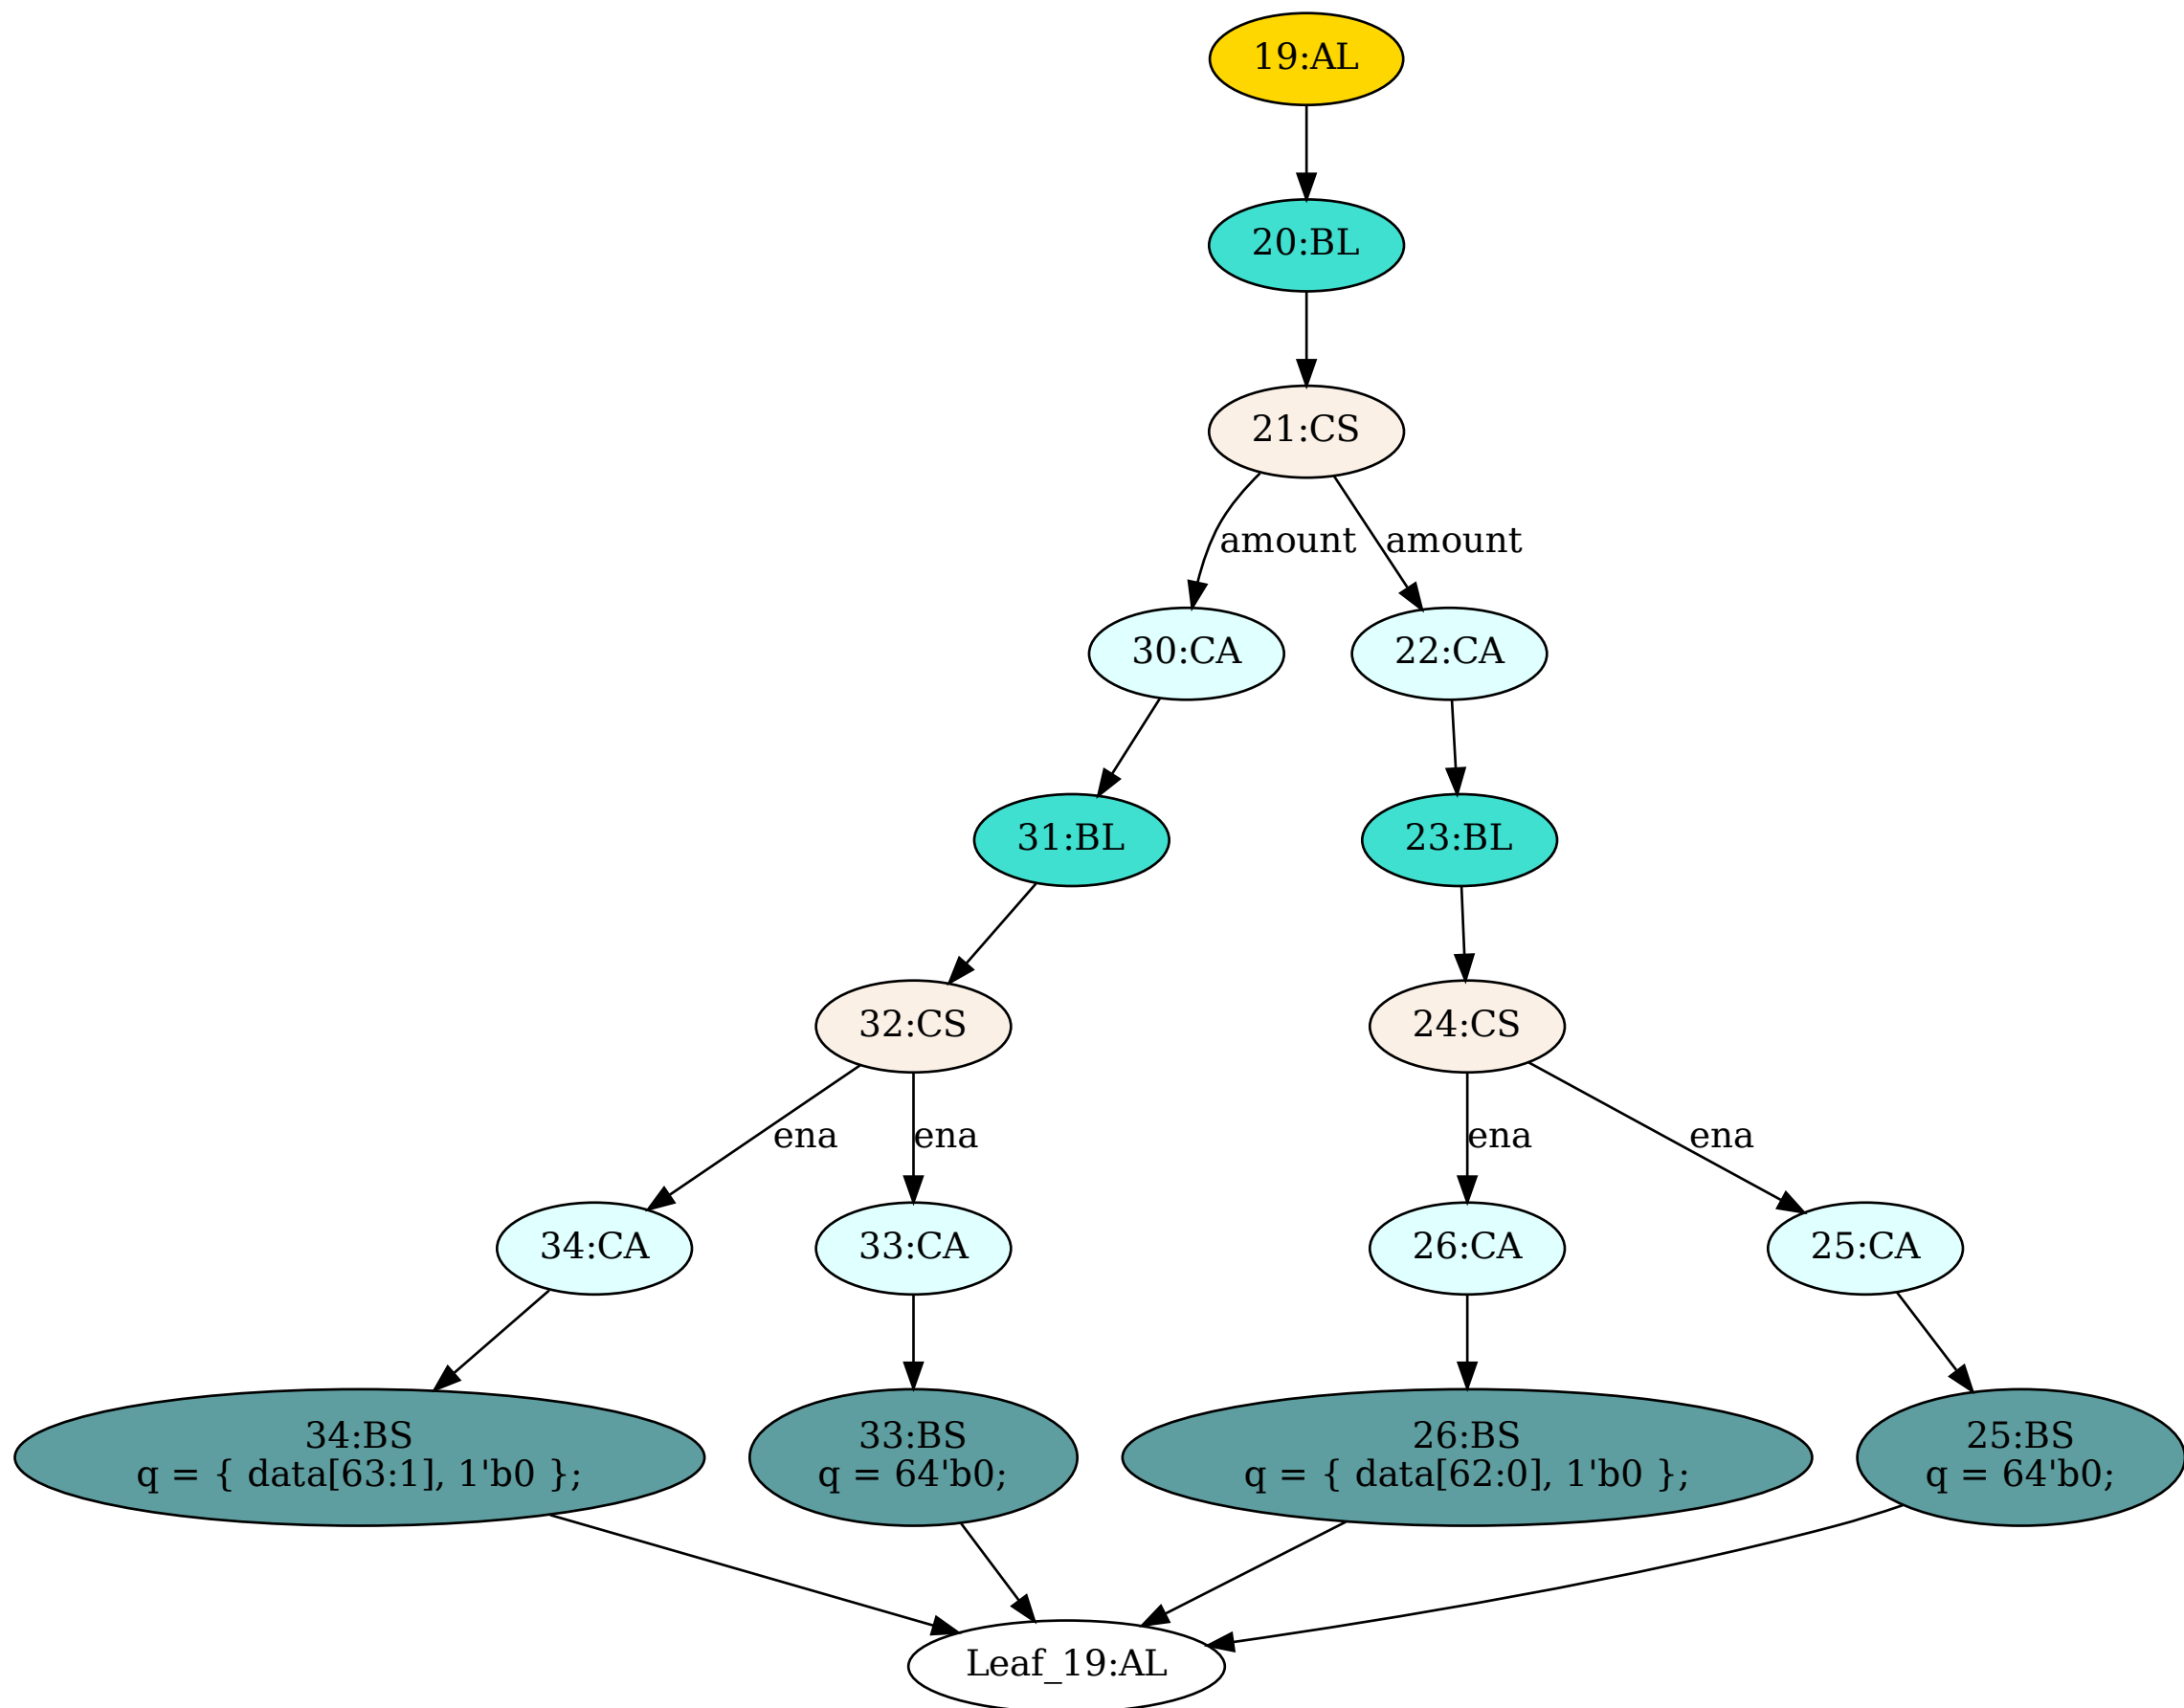 19:AL
20:BL
21:CS
amount
amount
30:CA
22:CA
31:BL
23:BL
32:CS
24:CS
ena
ena
ena
ena
34:CA
33:CA
26:CA
25:CA
34:BS
q = { data[63:1], 1'b0 };
33:BS
q = 64'b0;
26:BS
q = { data[62:0], 1'b0 };
25:BS
q = 64'b0;
Leaf_19:AL